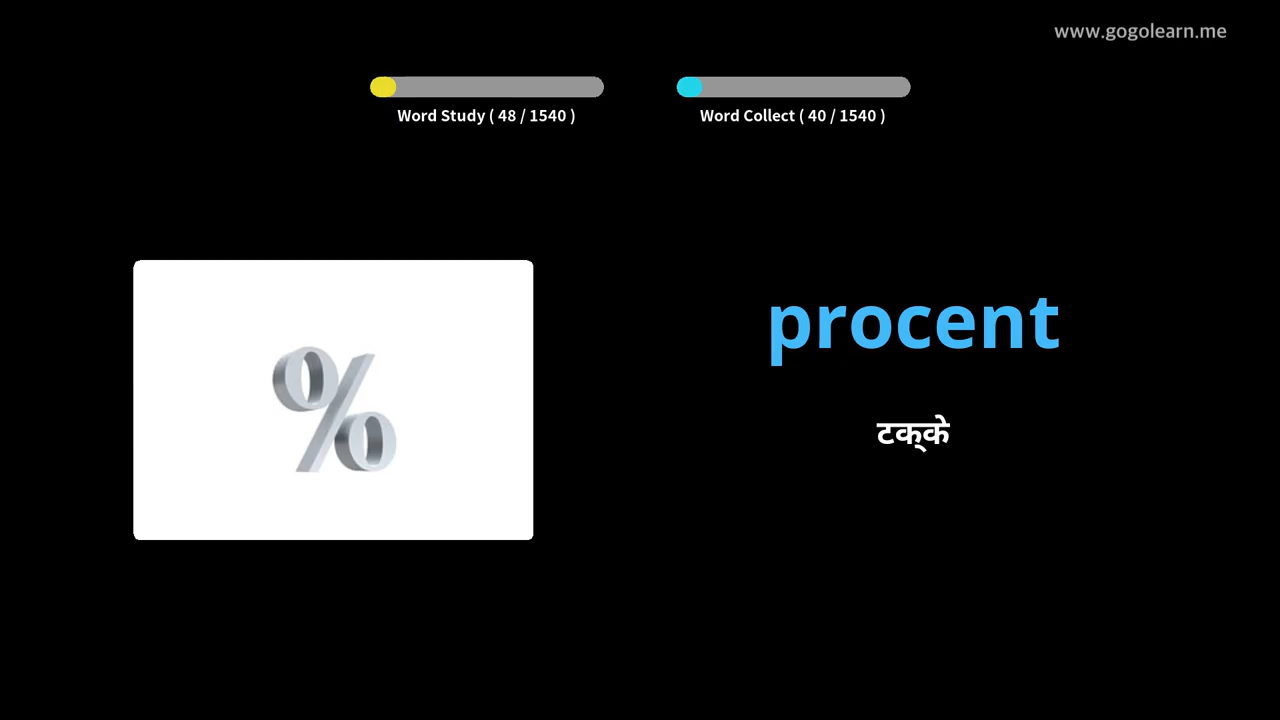 www.gogolearn.me
Word Study ( 48 / 1540 )
Word Collect ( 40 / 1540 )
%
procent
टक्के